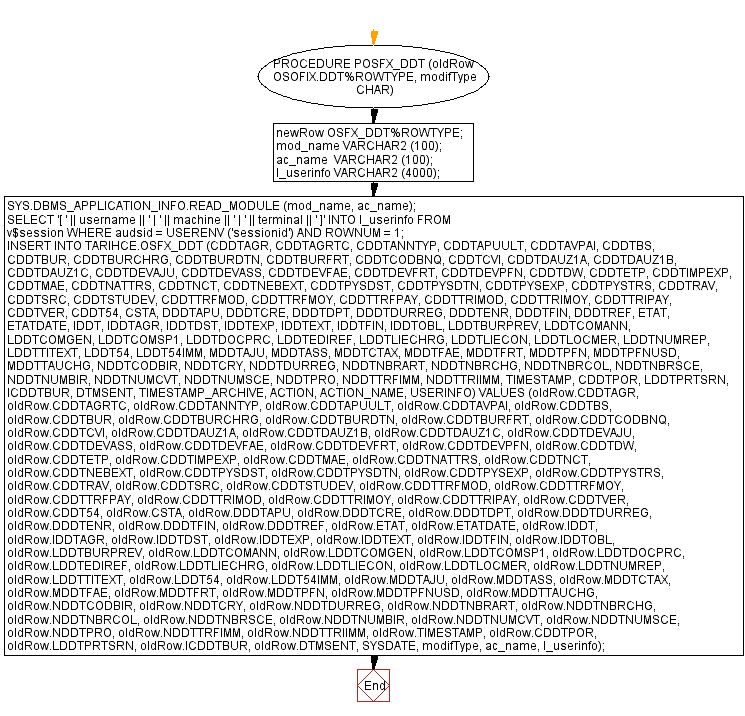 PROCEDURE POSFX_DDT (oldRow
OSOFIX.DDT%ROWTYPE, modifType
CHAR)
newRow OSFX_DDT%ROWTYPE;
mod_name VARCHAR2 (100);
ac_name VARCHAR2 (100);
l_userinfo VARCHAR2 (4000);
SYS.DBMS_APPLICATION_INFO.READ_MODULE (mod_name, ac_name);
SELECT '[ ' || username || ' | ' || machine || ' | ' || terminal || ' ]' INTO l_userinfo FROM
v$session WHERE audsid = USERENV ('sessionid') AND ROWNUM = 1;
INSERT INTO TARIHCE.OSFX_DDT (CDDTAGR, CDDTAGRTC, CDDTANNTYP, CDDTAPUULT, CDDTAVPAI, CDDTBS,
CDDTBUR, CDDTBURCHRG, CDDTBURDTN, CDDTBURFRT, CDDTCODBNQ, CDDTCVI, CDDTDAUZ1A, CDDTDAUZ1B,
CDDTDAUZ1C, CDDTDEVAJU, CDDTDEVASS, CDDTDEVFAE, CDDTDEVFRT, CDDTDEVPFN, CDDTDW, CDDTETP, CDDTIMPEXP,
CDDTMAE, CDDTNATTRS, CDDTNCT, CDDTNEBEXT, CDDTPYSDST, CDDTPYSDTN, CDDTPYSEXP, CDDTPYSTRS, CDDTRAV,
CDDTSRC, CDDTSTUDEV, CDDTTRFMOD, CDDTTRFMOY, CDDTTRFPAY, CDDTTRIMOD, CDDTTRIMOY, CDDTTRIPAY,
CDDTVER, CDDT54, CSTA, DDDTAPU, DDDTCRE, DDDTDPT, DDDTDURREG, DDDTENR, DDDTFIN, DDDTREF, ETAT,
ETATDATE, IDDT, IDDTAGR, IDDTDST, IDDTEXP, IDDTEXT, IDDTFIN, IDDTOBL, LDDTBURPREV, LDDTCOMANN,
LDDTCOMGEN, LDDTCOMSP1, LDDTDOCPRC, LDDTEDIREF, LDDTLIECHRG, LDDTLIECON, LDDTLOCMER, LDDTNUMREP,
LDDTTITEXT, LDDT54, LDDT54IMM, MDDTAJU, MDDTASS, MDDTCTAX, MDDTFAE, MDDTFRT, MDDTPFN, MDDTPFNUSD,
MDDTTAUCHG, NDDTCODBIR, NDDTCRY, NDDTDURREG, NDDTNBRART, NDDTNBRCHG, NDDTNBRCOL, NDDTNBRSCE,
NDDTNUMBIR, NDDTNUMCVT, NDDTNUMSCE, NDDTPRO, NDDTTRFIMM, NDDTTRIIMM, TIMESTAMP, CDDTPOR, LDDTPRTSRN,
ICDDTBUR, DTMSENT, TIMESTAMP_ARCHIVE, ACTION, ACTION_NAME, USERINFO) VALUES (oldRow.CDDTAGR,
oldRow.CDDTAGRTC, oldRow.CDDTANNTYP, oldRow.CDDTAPUULT, oldRow.CDDTAVPAI, oldRow.CDDTBS,
oldRow.CDDTBUR, oldRow.CDDTBURCHRG, oldRow.CDDTBURDTN, oldRow.CDDTBURFRT, oldRow.CDDTCODBNQ,
oldRow.CDDTCVI, oldRow.CDDTDAUZ1A, oldRow.CDDTDAUZ1B, oldRow.CDDTDAUZ1C, oldRow.CDDTDEVAJU,
oldRow.CDDTDEVASS, oldRow.CDDTDEVFAE, oldRow.CDDTDEVFRT, oldRow.CDDTDEVPFN, oldRow.CDDTDW,
oldRow.CDDTETP, oldRow.CDDTIMPEXP, oldRow.CDDTMAE, oldRow.CDDTNATTRS, oldRow.CDDTNCT,
oldRow.CDDTNEBEXT, oldRow.CDDTPYSDST, oldRow.CDDTPYSDTN, oldRow.CDDTPYSEXP, oldRow.CDDTPYSTRS,
oldRow.CDDTRAV, oldRow.CDDTSRC, oldRow.CDDTSTUDEV, oldRow.CDDTTRFMOD, oldRow.CDDTTRFMOY,
oldRow.CDDTTRFPAY, oldRow.CDDTTRIMOD, oldRow.CDDTTRIMOY, oldRow.CDDTTRIPAY, oldRow.CDDTVER,
oldRow.CDDT54, oldRow.CSTA, oldRow.DDDTAPU, oldRow.DDDTCRE, oldRow.DDDTDPT, oldRow.DDDTDURREG,
oldRow.DDDTENR, oldRow.DDDTFIN, oldRow.DDDTREF, oldRow.ETAT, oldRow.ETATDATE, oldRow.IDDT,
oldRow.IDDTAGR, oldRow.IDDTDST, oldRow.IDDTEXP, oldRow.IDDTEXT, oldRow.IDDTFIN, oldRow.IDDTOBL,
oldRow.LDDTBURPREV, oldRow.LDDTCOMANN, oldRow.LDDTCOMGEN, oldRow.LDDTCOMSP1, oldRow.LDDTDOCPRC,
oldRow.LDDTEDIREF, oldRow.LDDTLIECHRG, oldRow.LDDTLIECON, oldRow.LDDTLOCMER, oldRow.LDDTNUMREP,
oldRow.LDDTTITEXT, oldRow.LDDT54, oldRow.LDDT54IMM, oldRow.MDDTAJU, oldRow.MDDTASS, oldRow.MDDTCTAX,
oldRow.MDDTFAE, oldRow.MDDTFRT, oldRow.MDDTPFN, oldRow.MDDTPFNUSD, oldRow.MDDTTAUCHG,
oldRow.NDDTCODBIR, oldRow.NDDTCRY, oldRow.NDDTDURREG, oldRow.NDDTNBRART, oldRow.NDDTNBRCHG,
oldRow.NDDTNBRCOL, oldRow.NDDTNBRSCE, oldRow.NDDTNUMBIR, oldRow.NDDTNUMCVT, oldRow.NDDTNUMSCE,
oldRow.NDDTPRO, oldRow.NDDTTRFIMM, oldRow.NDDTTRIIMM, oldRow.TIMESTAMP, oldRow.CDDTPOR,
oldRow.LDDTPRTSRN, oldRow.ICDDTBUR, oldRow.DTMSENT, SYSDATE, modifType, ac_name, l_userinfo);
End